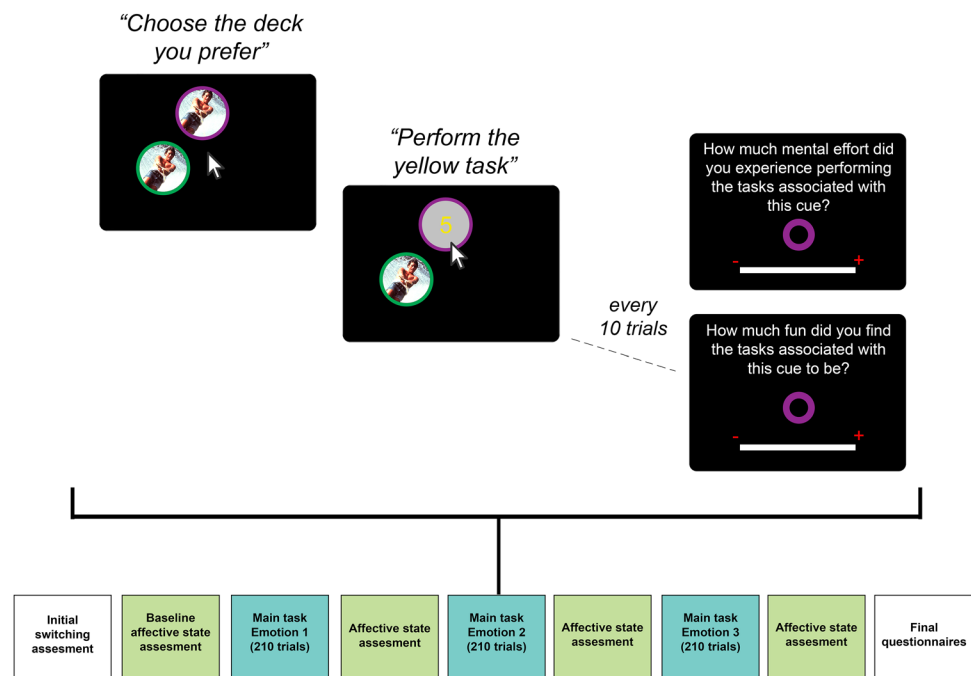 “Choose the deck
you prefer”
“Perform the
yellow task”
5
every
10 trials
How much mental effort did
you experience performing
the tasks associated with
this cue?
- +
How much fun did you find
the tasks associated with
this cue to be?
- +
Initial
switching
assesment
Baseline
affective state
assesment
Main task
Emotion 1
(210 trials)
Affective state
assesment
Main task
Emotion 2
(210 trials)
Affective state
assesment
Main task
Emotion 3
(210 trials)
Affective state
assesment
Final
questionnaires